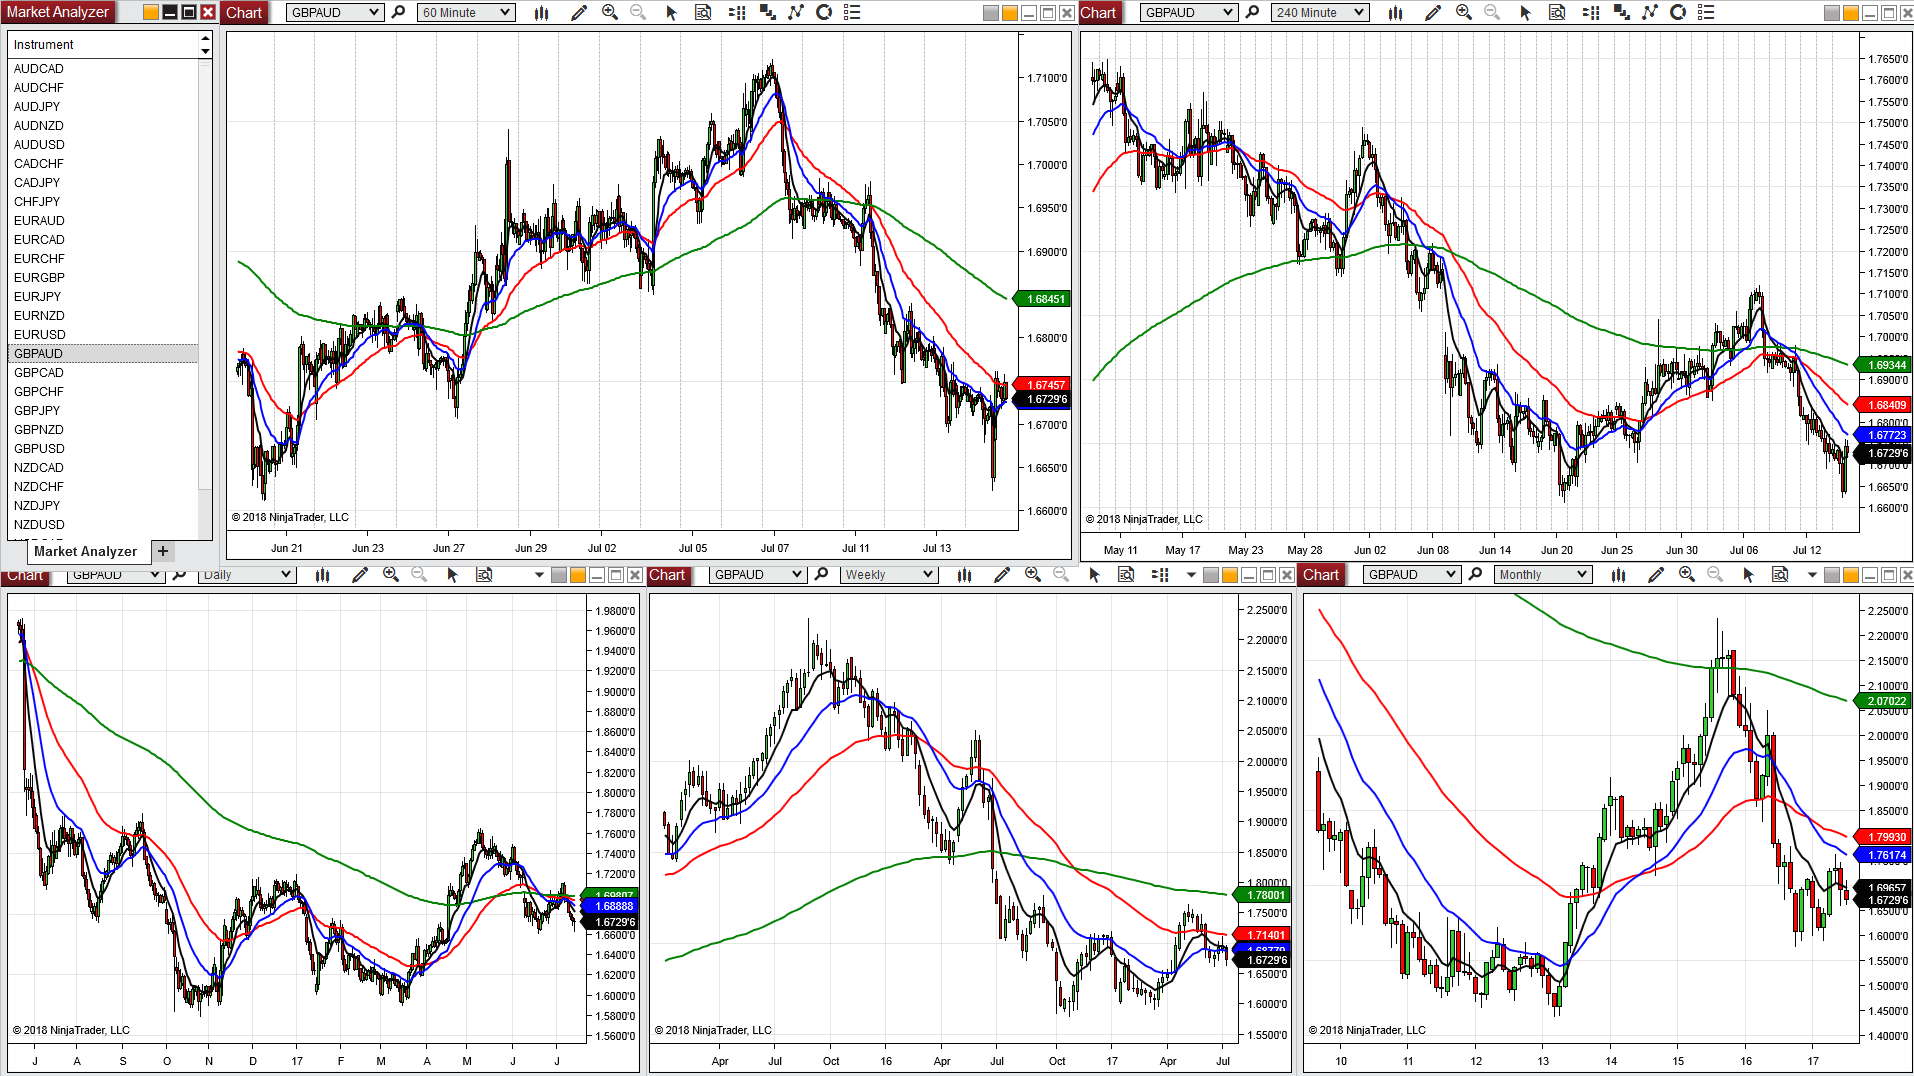 Market Analyzer
Instrument
AUDCAD
AUDCHF
AUDJPY
AUDNZD
AUDUSD
CADCHF
CADJPY
CHFJPY
EURAUD
EURCAD
EURCHF
EURGBP
EURJPY
EURNZD
EURUSD
GBPAUD
GBPCAD
GBPCHF
GBPJPY
GBPNZD
GBPUSD
NZDCAD
NZDCHF
NZDJPY
NZDUSD
Market Analyzer +
Chart GBPAUD 60 Minute
1.7100'0
1.7050'0
1.7000'0
1.6950'0
1.6900'0
1.68451
1.6800'0
1.67457
1.6729'6
1.6700'0
1.6650'0
1.6600'0
© 2018 NinjaTrader, LLC
Jun 21 Jun 23 Jun 27 Jun 29 Jul 02 Jul 05 Jul 07 Jul 11 Jul 13
Chart GBPAUD 240 Minute
1.7650'0
1.7600'0
1.7550'0
1.7500'0
1.7450'0
1.7400'0
1.7350'0
1.7300'0
1.7250'0
1.7200'0
1.7150'0
1.7100'0
1.7050'0
1.7000'0
1.69344
1.6900'0
1.68409
1.6800'0
1.67723
1.6729'6
1.6700'0
1.6650'0
1.6600'0
© 2018 NinjaTrader, LLC
May 11 May 17 May 23 May 28 Jun 02 Jun 08 Jun 14 Jun 20 Jun 25 Jun 30 Jul 06 Jul 12
Chart GBPAUD Daily
1.9800'0
1.9600'0
1.9400'0
1.9200'0
1.9000'0
1.8800'0
1.8600'0
1.8400'0
1.8200'0
1.8000'0
1.7800'0
1.7600'0
1.7400'0
1.7200'0
1.68888
1.6729'6
1.6600'0
1.6400'0
1.6200'0
1.6000'0
1.5800'0
1.5600'0
© 2018 NinjaTrader, LLC
J A S O N D 17 F M A M J J
Chart GBPAUD Weekly
2.2500'0
2.2000'0
2.1500'0
2.1000'0
2.0500'0
2.0000'0
1.9500'0
1.9000'0
1.8500'0
1.8000'0
1.78001
1.7500'0
1.71401
1.6729'6
1.6500'0
1.6000'0
1.5500'0
© 2018 NinjaTrader, LLC
Apr Jul Oct 16 Apr Jul Oct 17 Apr Jul
Chart GBPAUD Monthly
2.2500'0
2.2000'0
2.1500'0
2.1000'0
2.07022
2.0500'0
2.0000'0
1.9500'0
1.9000'0
1.8500'0
1.79930
1.76174
1.69657
1.6729'6
1.6500'0
1.6000'0
1.5500'0
1.5000'0
1.4500'0
1.4000'0
© 2018 NinjaTrader, LLC
10 11 12 13 14 15 16 17